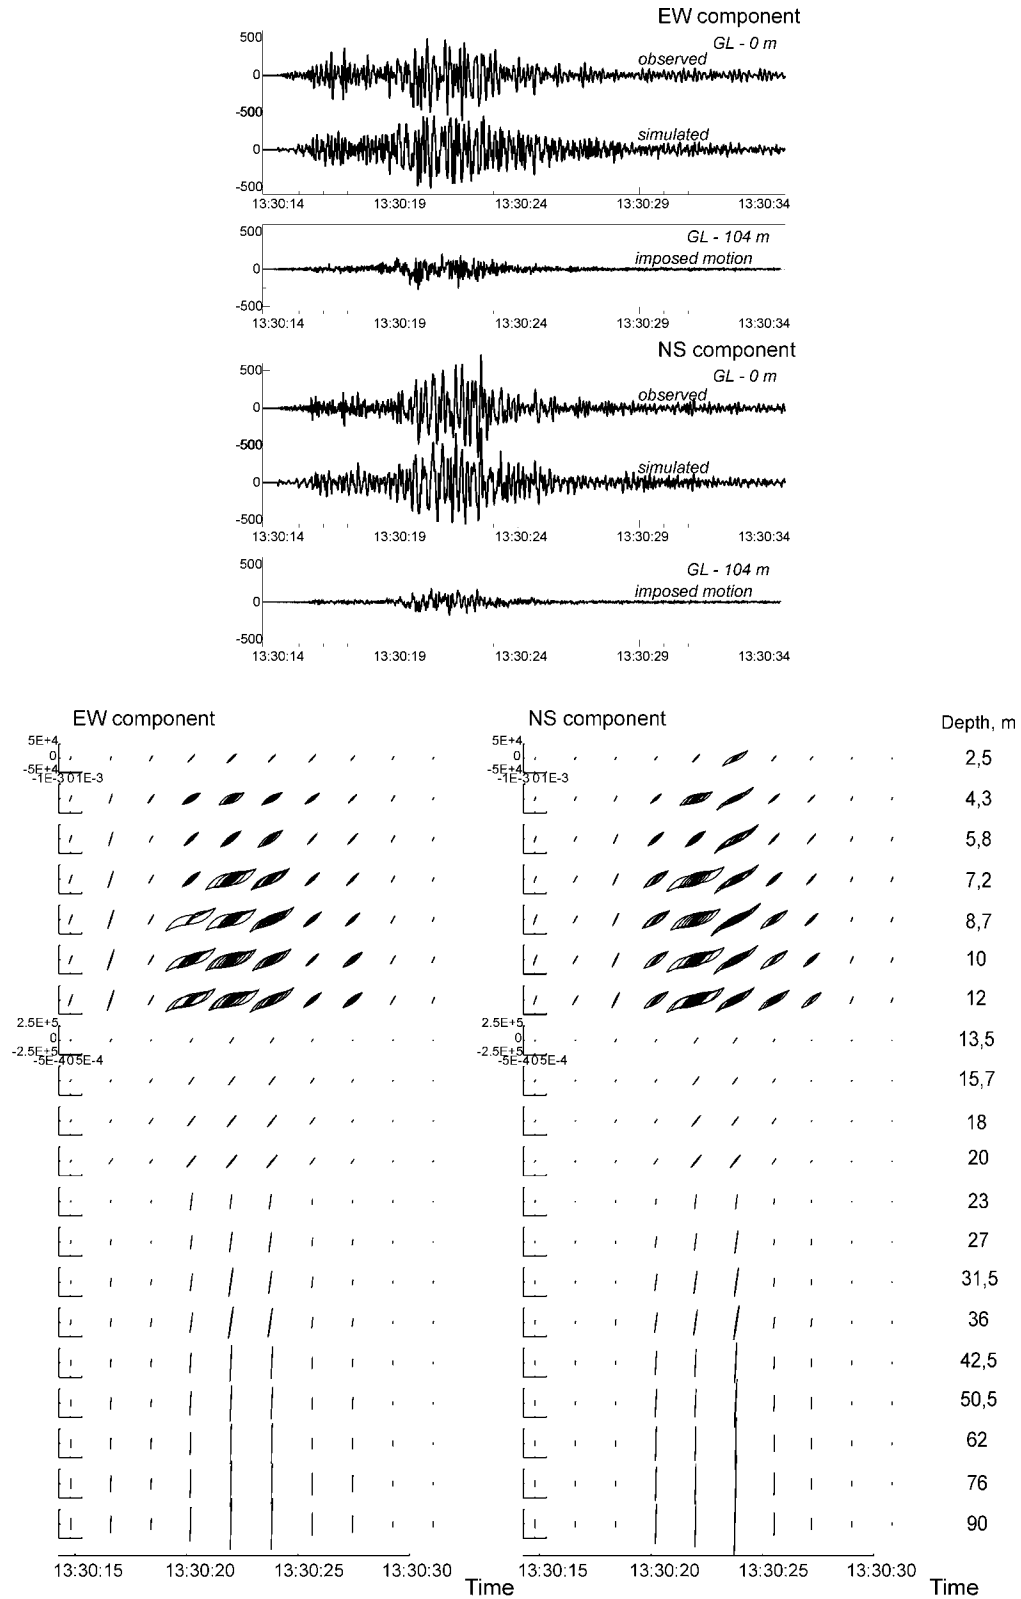 EW component
GL - 0 m
500
observed
0
-500
simulated
0
-500
13:30:14 13:30:19 13:30:24 13:30:29 13:30:34
500
GL - 104 m
imposed motion
0
-500
13:30:14 13:30:19 13:30:24 13:30:29 13:30:34
NS component
500
GL - 0 m
observed
0
-500
simulated
0
-500
13:30:14 13:30:19 13:30:24 13:30:29 13:30:34
500
GL - 104 m
imposed motion
0
-500
13:30:14 13:30:19 13:30:24 13:30:29 13:30:34
EW component NS component Depth, m
5E+4 5E+4
0 0 2,5
-5E+4 -5E+4
-1E-3 0 1E-3 -1E-3 0 1E-3
4,3
5,8
7,2
8,7
10
12
2.5E+5 2.5E+5
0 0 13,5
-2.5E+5 -2.5E+5
-5E-4 0 5E-4 -5E-4 0 5E-4
15,7
18
20
23
27
31,5
36
42,5
50,5
62
76
90
13:30:15 13:30:20 13:30:25 13:30:30 13:30:15 13:30:20 13:30:25 13:30:30
Time Time